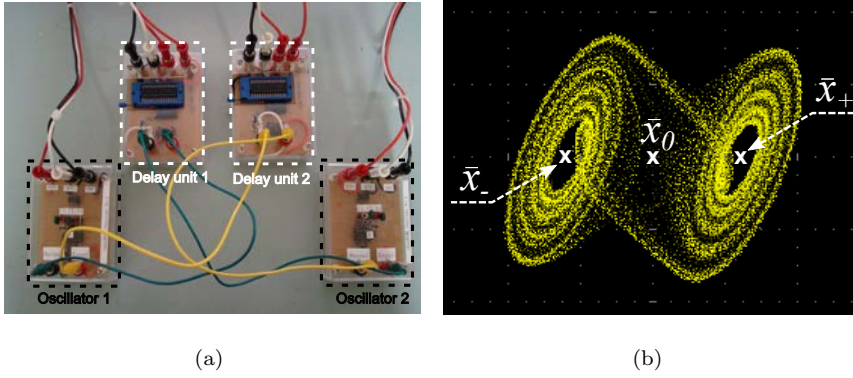 Delay unit 1
Delay unit 2
Oscillator 1
Oscillator 2
x̄₋
x̄₀
x̄₊
x
x
x
(a)
(b)